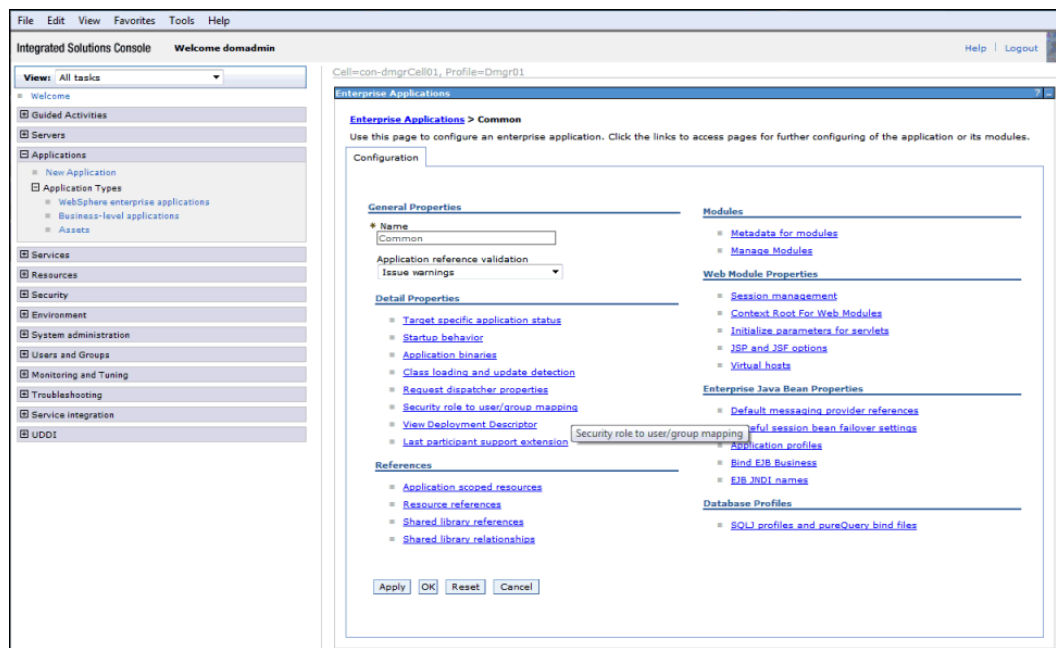 File Edit View Favorites Tools Help
Integrated Solutions Console Welcome domadmin
Help | Logout
View: All tasks
Welcome
Guided Activities
Servers
Applications
New Application
Application Types
WebSphere enterprise applications
Business-level applications
Assets
Services
Resources
Security
Environment
System administration
Users and Groups
Monitoring and Tuning
Troubleshooting
Service integration
UDDI
Cell=con-dmgrCell01, Profile=Dmgr01
Enterprise Applications
? _
Enterprise Applications > Common
Use this page to configure an enterprise application. Click the links to access pages for further configuring of the application or its modules.
Configuration
General Properties
* Name
Common
Application reference validation
Issue warnings
Detail Properties
Target specific application status
Startup behavior
Application binaries
Class loading and update detection
Request dispatcher properties
Security role to user/group mapping
View Deployment Descriptor
Last participant support extension
Security role to user/group mapping
References
Application scoped resources
Resource references
Shared library references
Shared library relationships
Modules
Metadata for modules
Manage Modules
Web Module Properties
Session management
Context Root For Web Modules
Initialize parameters for servlets
JSP and JSF options
Virtual hosts
Enterprise Java Bean Properties
Default messaging provider references
session bean failover settings
Application profiles
Bind EJB Business
EJB JNDI names
Database Profiles
SQLJ profiles and pureQuery bind files
Apply OK Reset Cancel